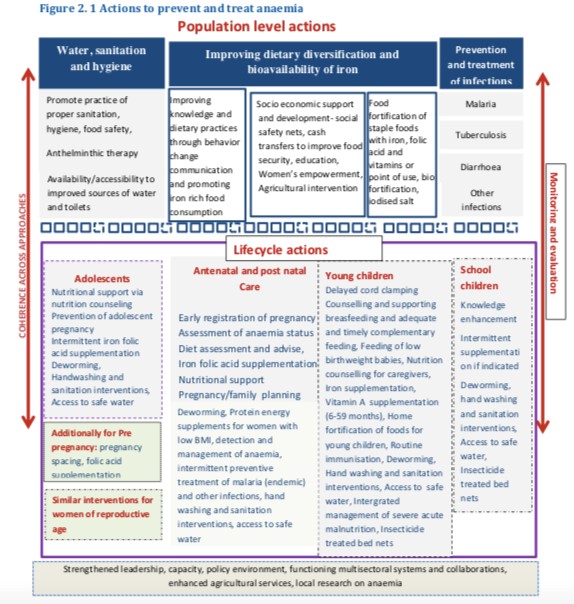 Figure 2. 1 Actions to prevent and treat anaemia
Population level actions
Water, sanitation
and hygiene
Improving dietary diversification and
bioavailability of iron
Prevention
and treatment
of infections
Promote practice of
proper sanitation,
hygiene, food safety,
Anthelminthic therapy
Availability/accessibility to
improved sources of water
and toilets
Improving
knowledge and
dietary practices
through behavior
change
communication
and promoting
iron rich food
consumption
Socio economic support
and development- social
safety nets, cash
transfers to improve food
security, education,
Women's empowerment,
Agricultural intervention
Food
fortification of
staple foods
with iron, folic
acid and
vitamins or
point of use, bio
fortification,
iodised salt
Malaria
Tuberculosis
Diarrhoea
Other
infections
COHERENCE ACROSS APPROACHES
Monitoring and evaluation
Lifecycle actions
Adolescents
Nutritional support via
nutrition counseling
Prevention of adolescent
pregnancy
Intermittent iron folic
acid supplementation
Deworming,
Handwashing and
sanitation interventions,
Access to safe water
Additionally for Pre
pregnancy: pregnancy
spacing, folic acid
supplementation
Similar interventions for
women of reproductive
age
Antenatal and post natal
Care
Early registration of pregnancy
Assessment of anaemia status
Diet assessment and advise,
Iron folic acid supplementation
Nutritional support
Pregnancy/family planning
Deworming, Protein energy
supplements for women with
low BMI, detection and
management of anaemia,
intermittent preventive
treatment of malaria (endemic)
and other infections, hand
washing and sanitation
interventions, access to safe
water
Young children
Delayed cord clamping
Counselling and supporting
breasfeeding and adequate
and timely complementary
feeding, Feeding of low
birthweight babies, Nutrition
counselling for caregivers,
Iron supplementation,
Vitamin A supplementation
(6-59 months), Home
fortification of foods for
young children, Routine
immunisation, Deworming,
Hand washing and sanitation
interventions, Access to safe
water, Intergrated
management of severe acute
malnutrition, Insecticide
treated bed nets
School
children
Knowledge
enhancement
Intermittent
supplementati
on if indicated
Deworming,
hand washing
and sanitation
interventions,
Access to safe
water,
Insecticide
treated bed
nets
Strengthened leadership, capacity, policy environment, functioning multisectoral systems and collaborations,
enhanced agricultural services, local research on anaemia